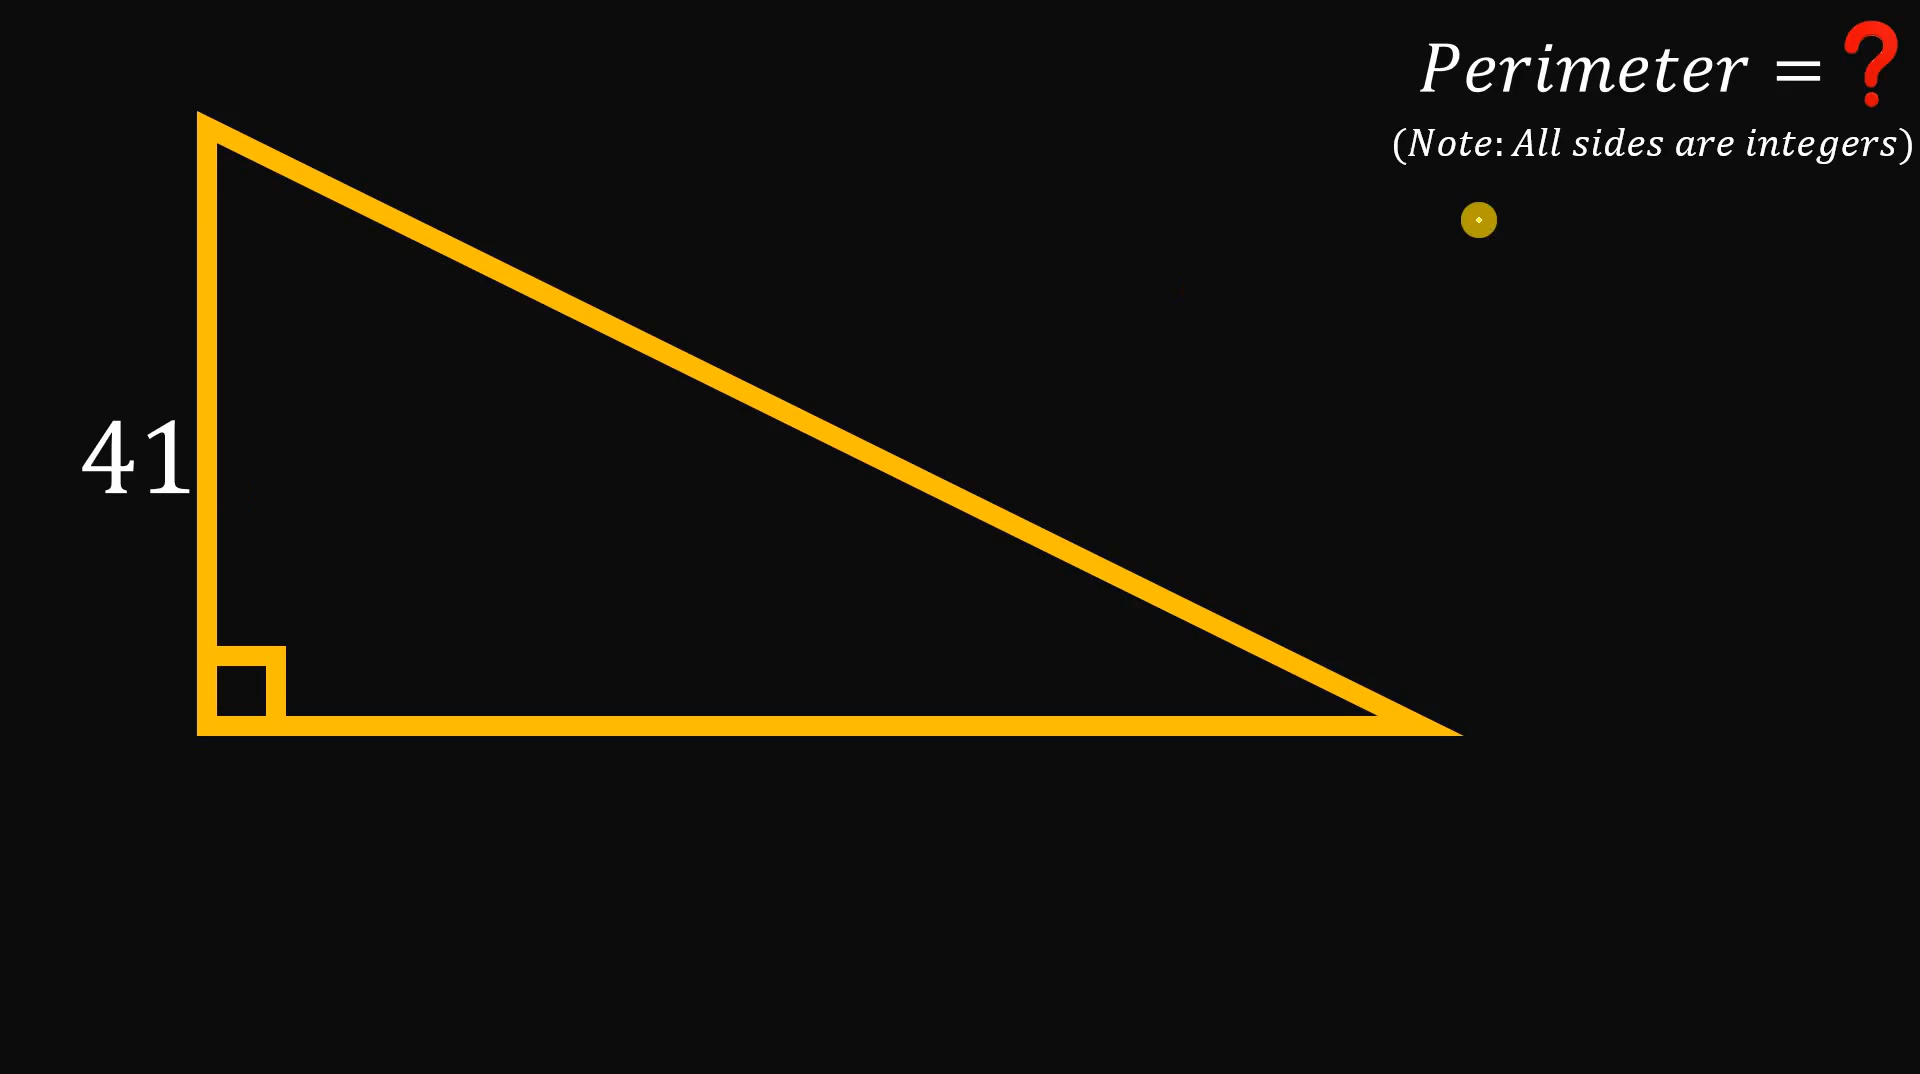 Perimeter =❓
(Note: All sides are integers)
41